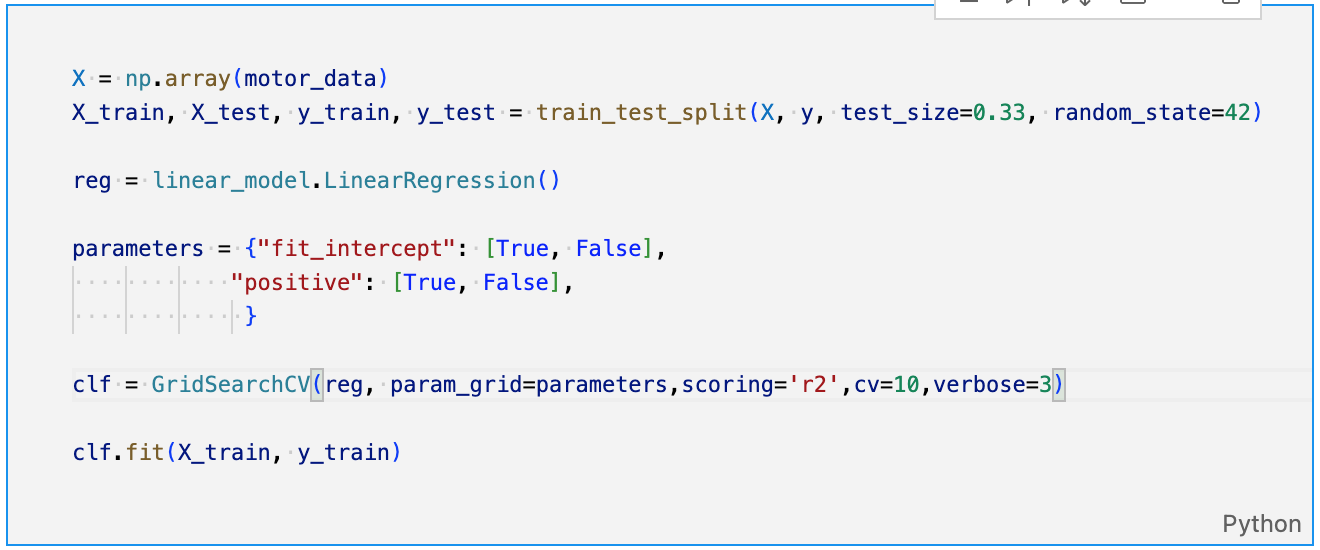 X = np.array(motor_data)
X_train, X_test, y_train, y_test = train_test_split(X, y, test_size=0.33, random_state=42)
reg = linear_model.LinearRegression()
parameters = {"fit_intercept": [True, False],
            "positive": [True, False],
             }
clf = GridSearchCV(reg, param_grid=parameters,scoring='r2',cv=10,verbose=3)
clf.fit(X_train, y_train)
Python